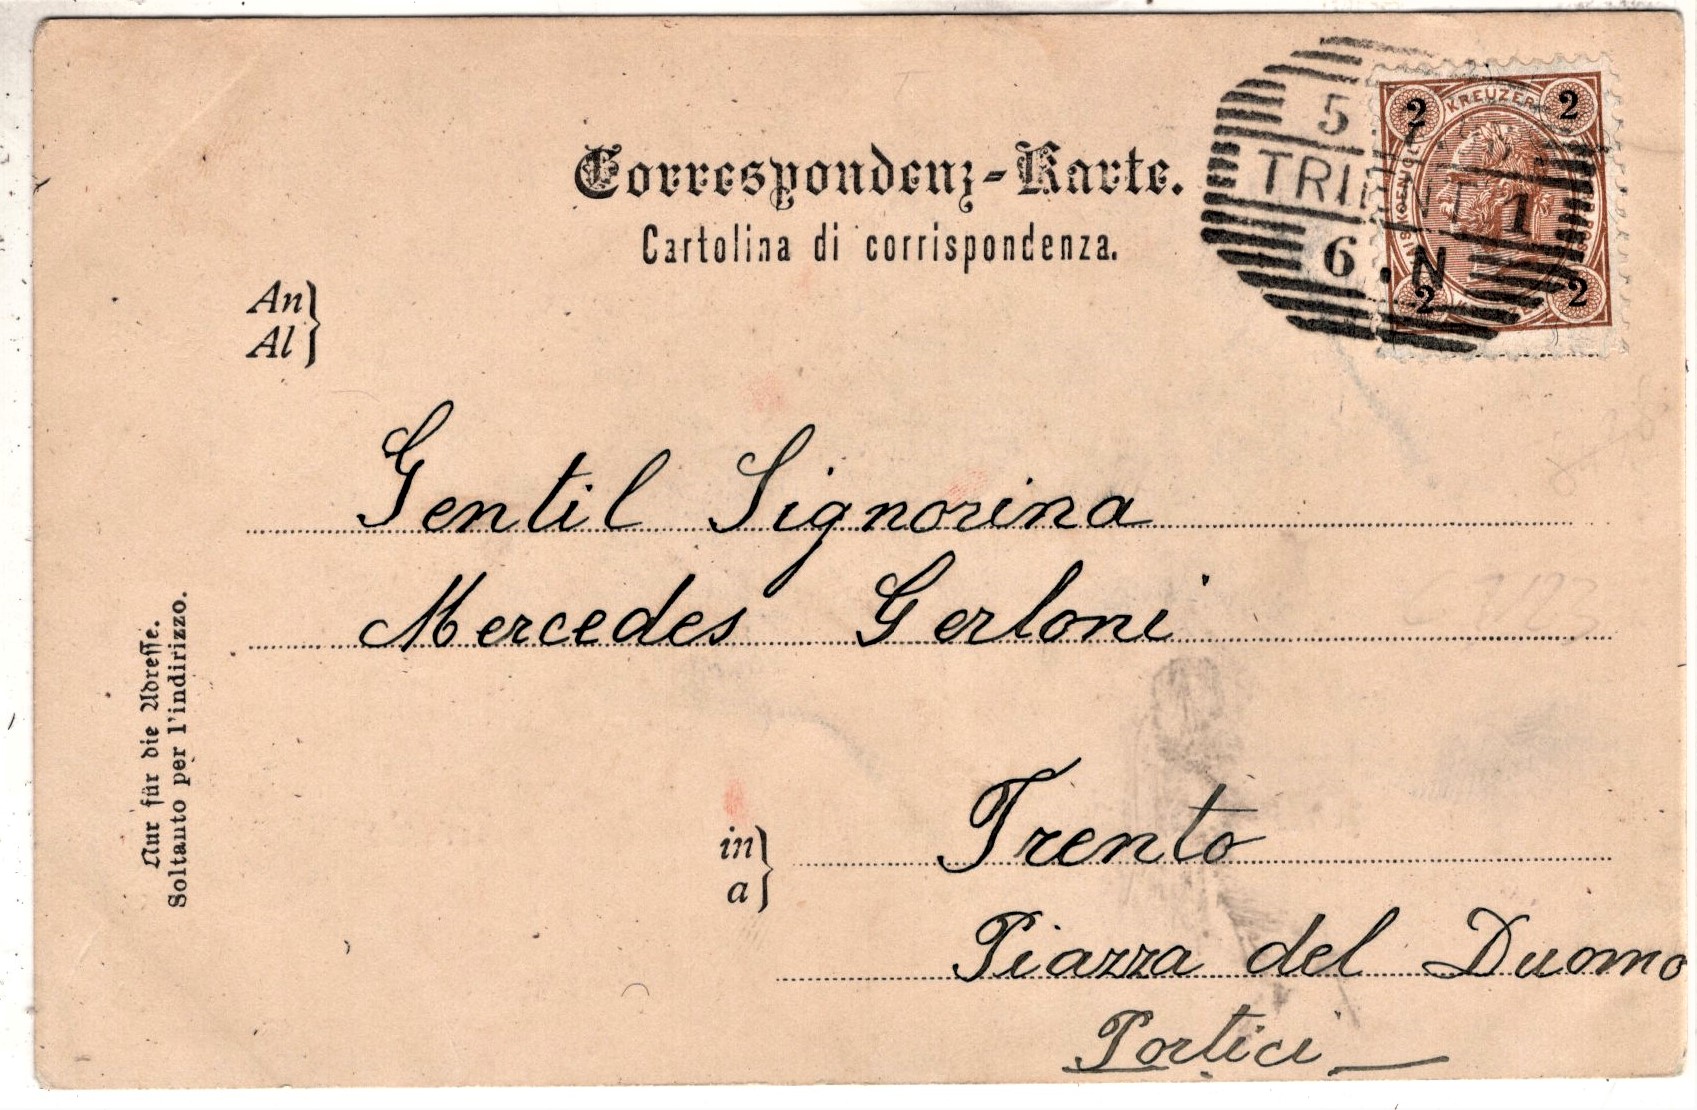 Correspondenz-Karte.
Cartolina di corrispondenza.
An
Al
Gentil Signorina
Mercedes Gerloni
in
a
Trento
Piazza del Duomo
Portici
Nur für die Adresse.
Soltanto per l'indirizzo.
2 KREUZER 2
2 2
5
TRIENT 1
6.N